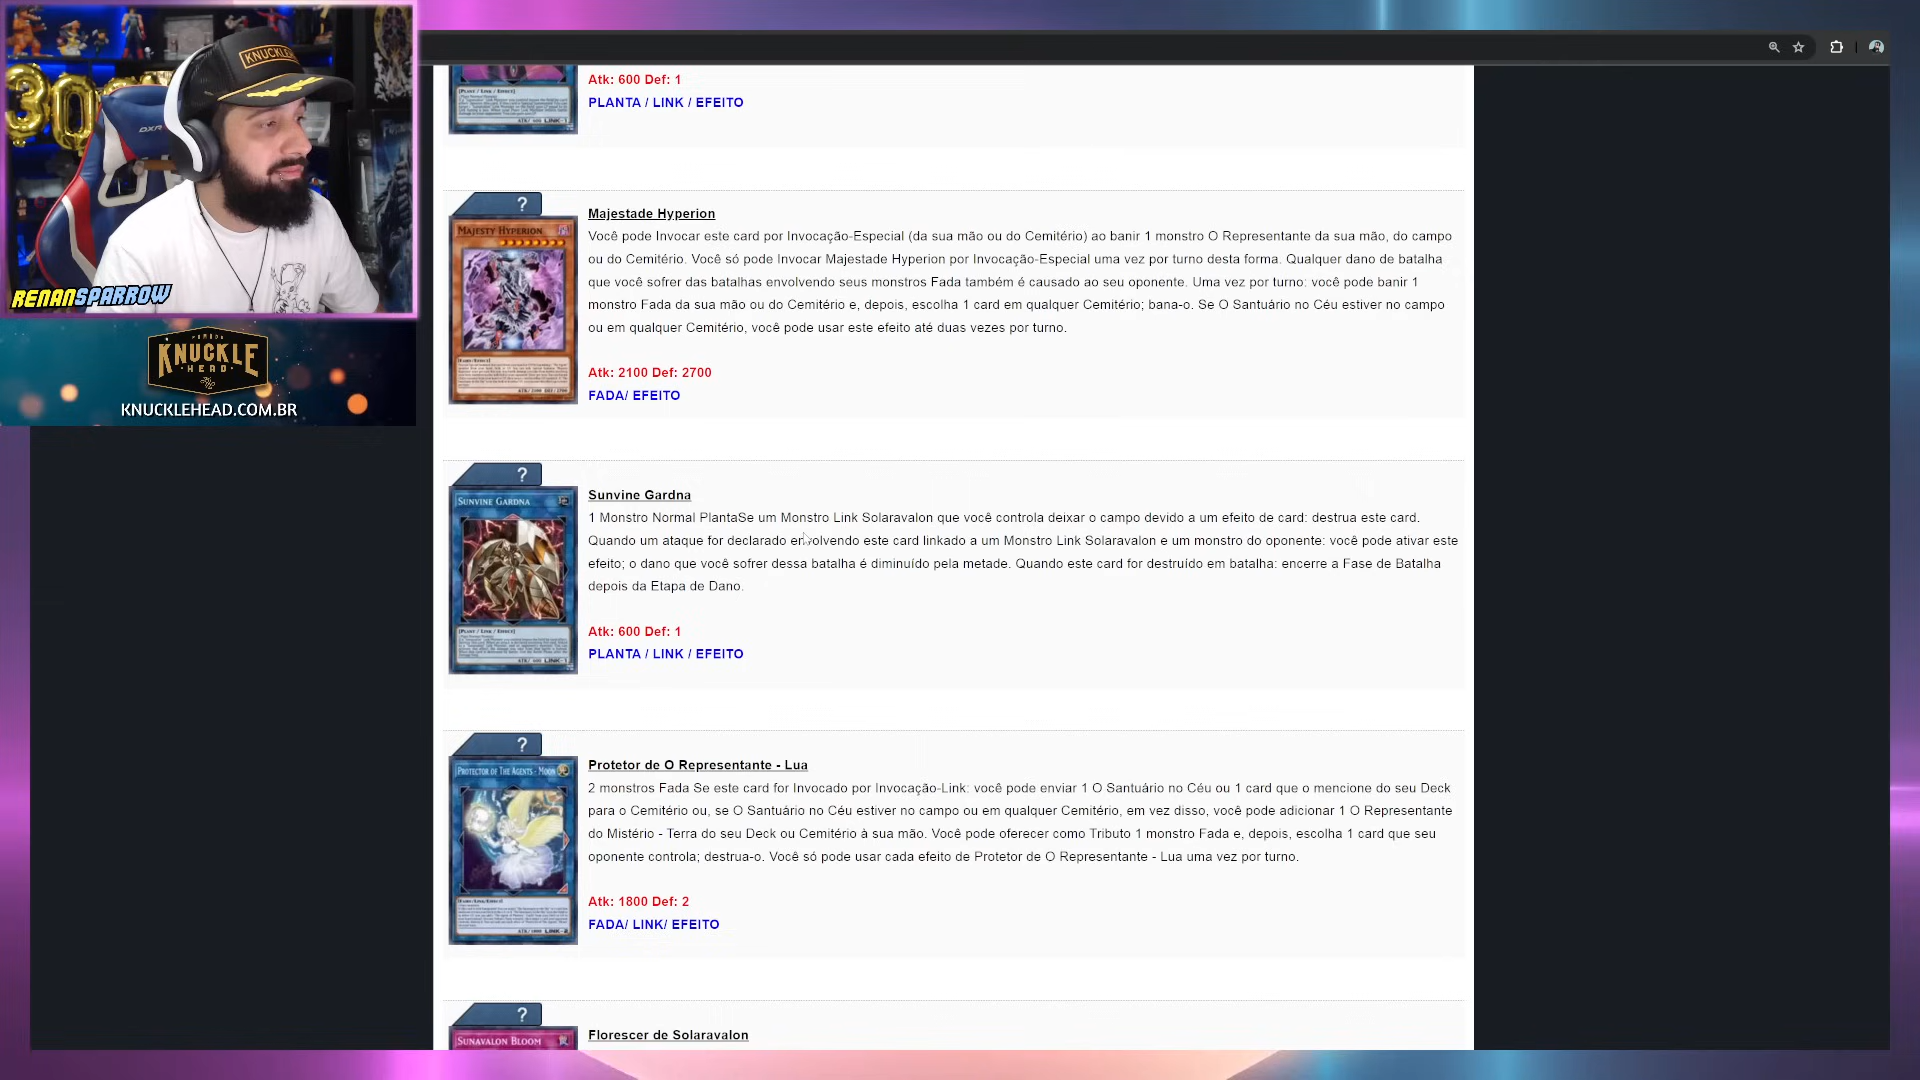 KNUCKLEHEAD
DXR
RENANSPARROW
KNUCKLE
HEAD
KNUCKLEHEAD.COM.BR
Atk: 600 Def: 1
PLANTA / LINK / EFEITO
?
MAJESTY HYPERION
Majestade Hyperion
Você pode Invocar este card por Invocação-Especial (da sua mão ou do Cemitério) ao banir 1 monstro O Representante da sua mão, do campo
ou do Cemitério. Você só pode Invocar Majestade Hyperion por Invocação-Especial uma vez por turno desta forma. Qualquer dano de batalha
que você sofrer das batalhas envolvendo seus monstros Fada também é causado ao seu oponente. Uma vez por turno: você pode banir 1
monstro Fada da sua mão ou do Cemitério e, depois, escolha 1 card em qualquer Cemitério; bana-o. Se O Santuário no Céu estiver no campo
ou em qualquer Cemitério, você pode usar este efeito até duas vezes por turno.
Atk: 2100 Def: 2700
FADA/ EFEITO
?
SUNVINE GARDNA
Sunvine Gardna
1 Monstro Normal PlantaSe um Monstro Link Solaravalon que você controla deixar o campo devido a um efeito de card: destrua este card.
Quando um ataque for declarado envolvendo este card linkado a um Monstro Link Solaravalon e um monstro do oponente: você pode ativar este
efeito; o dano que você sofrer dessa batalha é diminuído pela metade. Quando este card for destruído em batalha: encerre a Fase de Batalha
depois da Etapa de Dano.
Atk: 600 Def: 1
PLANTA / LINK / EFEITO
?
PROTECTOR OF THE AGENTS - MOON
Protetor de O Representante - Lua
2 monstros Fada Se este card for Invocado por Invocação-Link: você pode enviar 1 O Santuário no Céu ou 1 card que o mencione do seu Deck
para o Cemitério ou, se O Santuário no Céu estiver no campo ou em qualquer Cemitério, em vez disso, você pode adicionar 1 O Representante
do Mistério - Terra do seu Deck ou Cemitério à sua mão. Você pode oferecer como Tributo 1 monstro Fada e, depois, escolha 1 card que seu
oponente controla; destrua-o. Você só pode usar cada efeito de Protetor de O Representante - Lua uma vez por turno.
Atk: 1800 Def: 2
FADA/ LINK/ EFEITO
?
SUNAVALON BLOOM
Florescer de Solaravalon